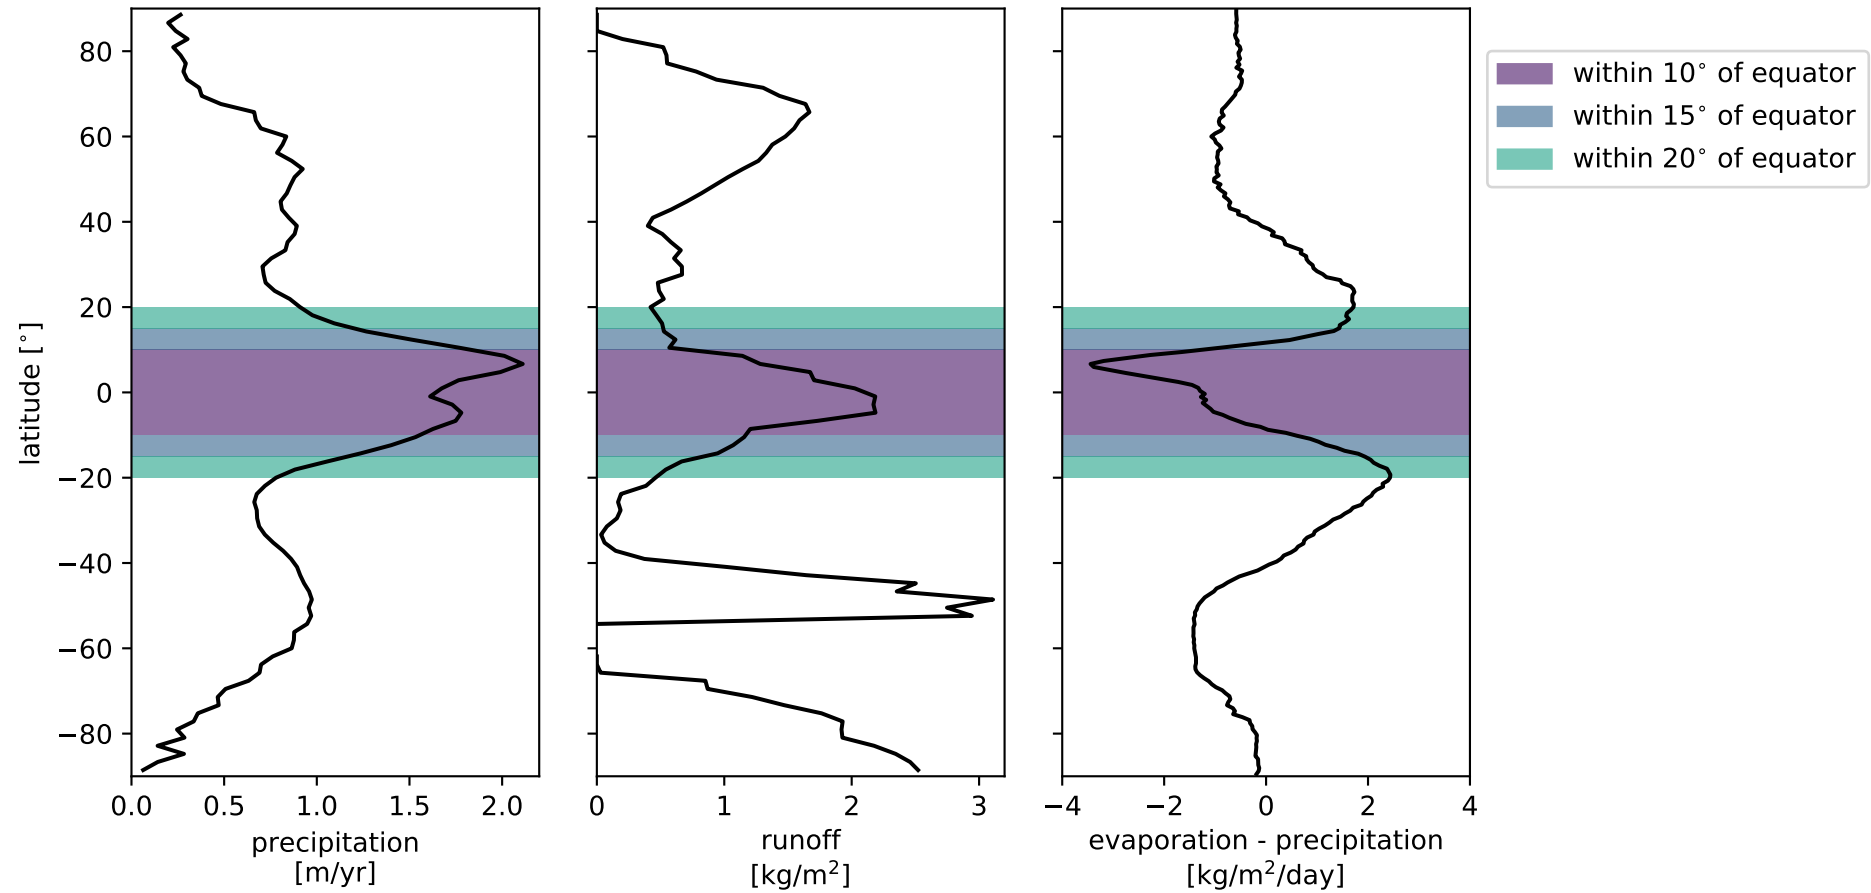 80
60
40
20
0
−20
−40
−60
−80
latitude [°]
0.0 0.5 1.0 1.5 2.0
precipitation
[m/yr]
0 1 2 3
runoff
[kg/m²]
−4 −2 0 2 4
evaporation - precipitation
[kg/m²/day]
within 10° of equator
within 15° of equator
within 20° of equator